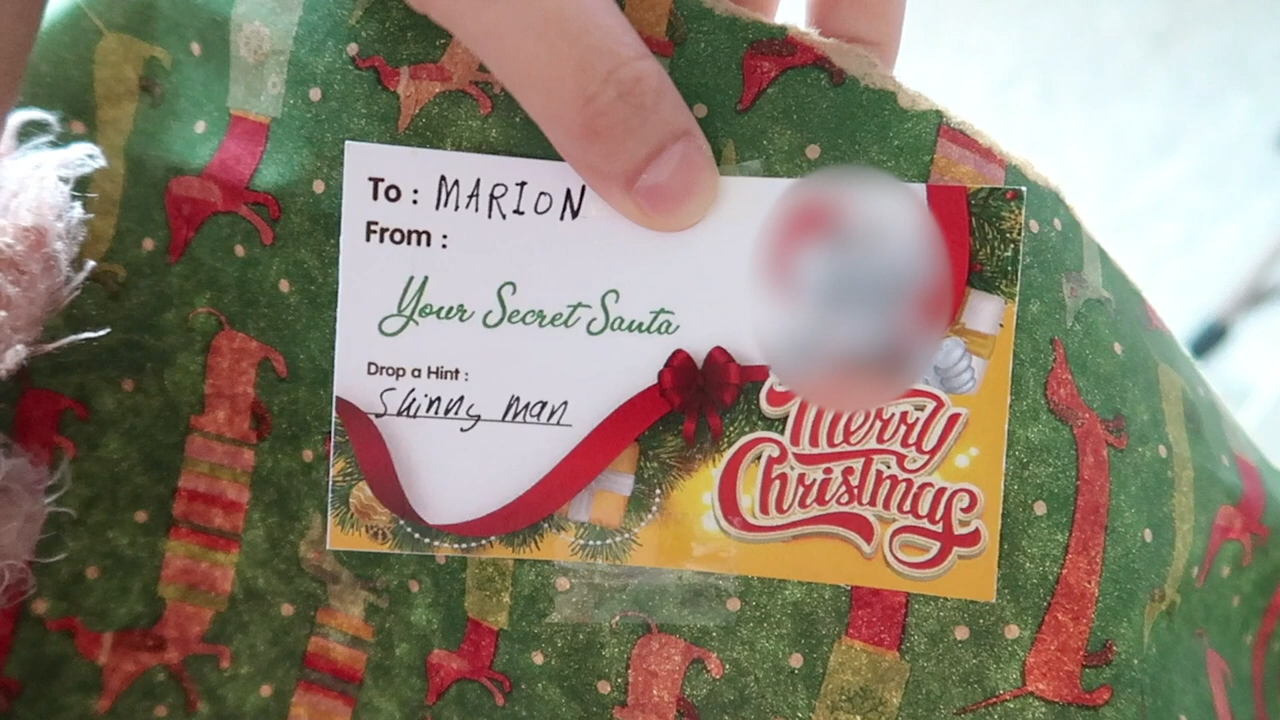 To : MARION
From :
Your Secret Santa
Drop a Hint :
Skinny man
Merry
Christmas